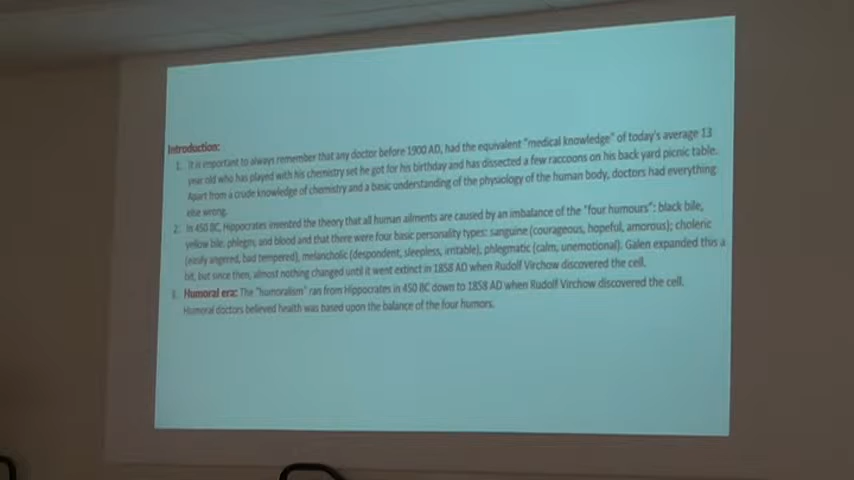 Introduction:
1. It is important to always remember that any doctor before 1900 AD, had the equivalent "medical knowledge" of today's average 13
year old who has played with his chemistry set he got for his birthday and has dissected a few raccoons on his back yard picnic table.
Apart from a crude knowledge of chemistry and a basic understanding of the physiology of the human body, doctors had everything
else wrong.
2. In 450 BC, Hippocrates invented the theory that all human ailments are caused by an imbalance of the "four humours": black bile,
yellow bile, phlegm, and blood and that there were four basic personality types: sanguine (courageous, hopeful, amorous); choleric
(easily angered, bad tempered), melancholic (despondent, sleepless, irritable), phlegmatic (calm, unemotional). Galen expanded this a
bit, but since then, almost nothing changed until it went extinct in 1858 AD when Rudolf Virchow discovered the cell.
3. Humoral era: The "humoralism" ran from Hippocrates in 450 BC down to 1858 AD when Rudolf Virchow discovered the cell.
Humoral doctors believed health was based upon the balance of the four humors.